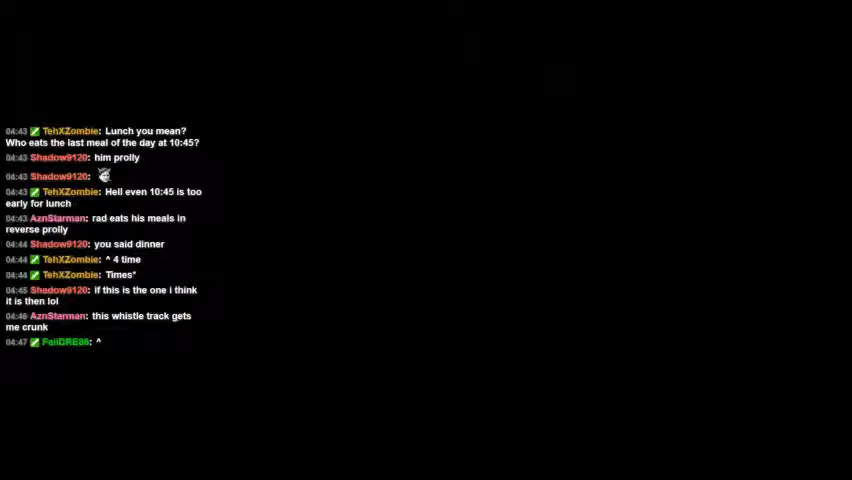 04:43 TehXZombie: Lunch you mean?
Who eats the last meal of the day at 10:45?
04:43 Shadow9120: him prolly
04:43 Shadow9120:
04:43 TehXZombie: Hell even 10:45 is too
early for lunch
04:43 AznStarman: rad eats his meals in
reverse prolly
04:44 Shadow9120: you said dinner
04:44 TehXZombie: ^ 4 time
04:44 TehXZombie: Times*
04:45 Shadow9120: if this is the one i think
it is then lol
04:46 AznStarman: this whistle track gets
me crunk
04:47 FailDRE86: ^